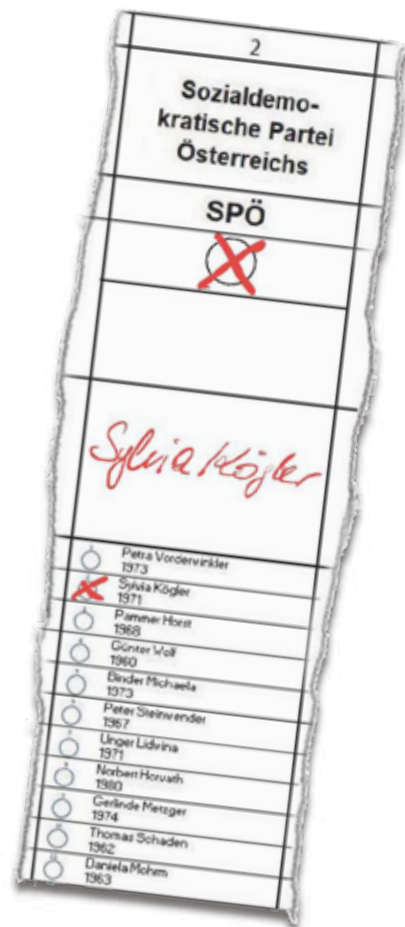 2
Sozialdemo-
kratische Partei
Österreichs
SPÖ
Sylvia Kögler
Petra Vorderwinkler
1973
Sylvia Kögler
1971
Pammer Horst
1968
Günter Wolf
1960
Binder Michaela
1973
Peter Steinwender
1967
Unger Lidwina
1971
Norbert Horvath
1980
Gerlinde Metzger
1974
Thomas Schaden
1962
Daniela Mohm
1963